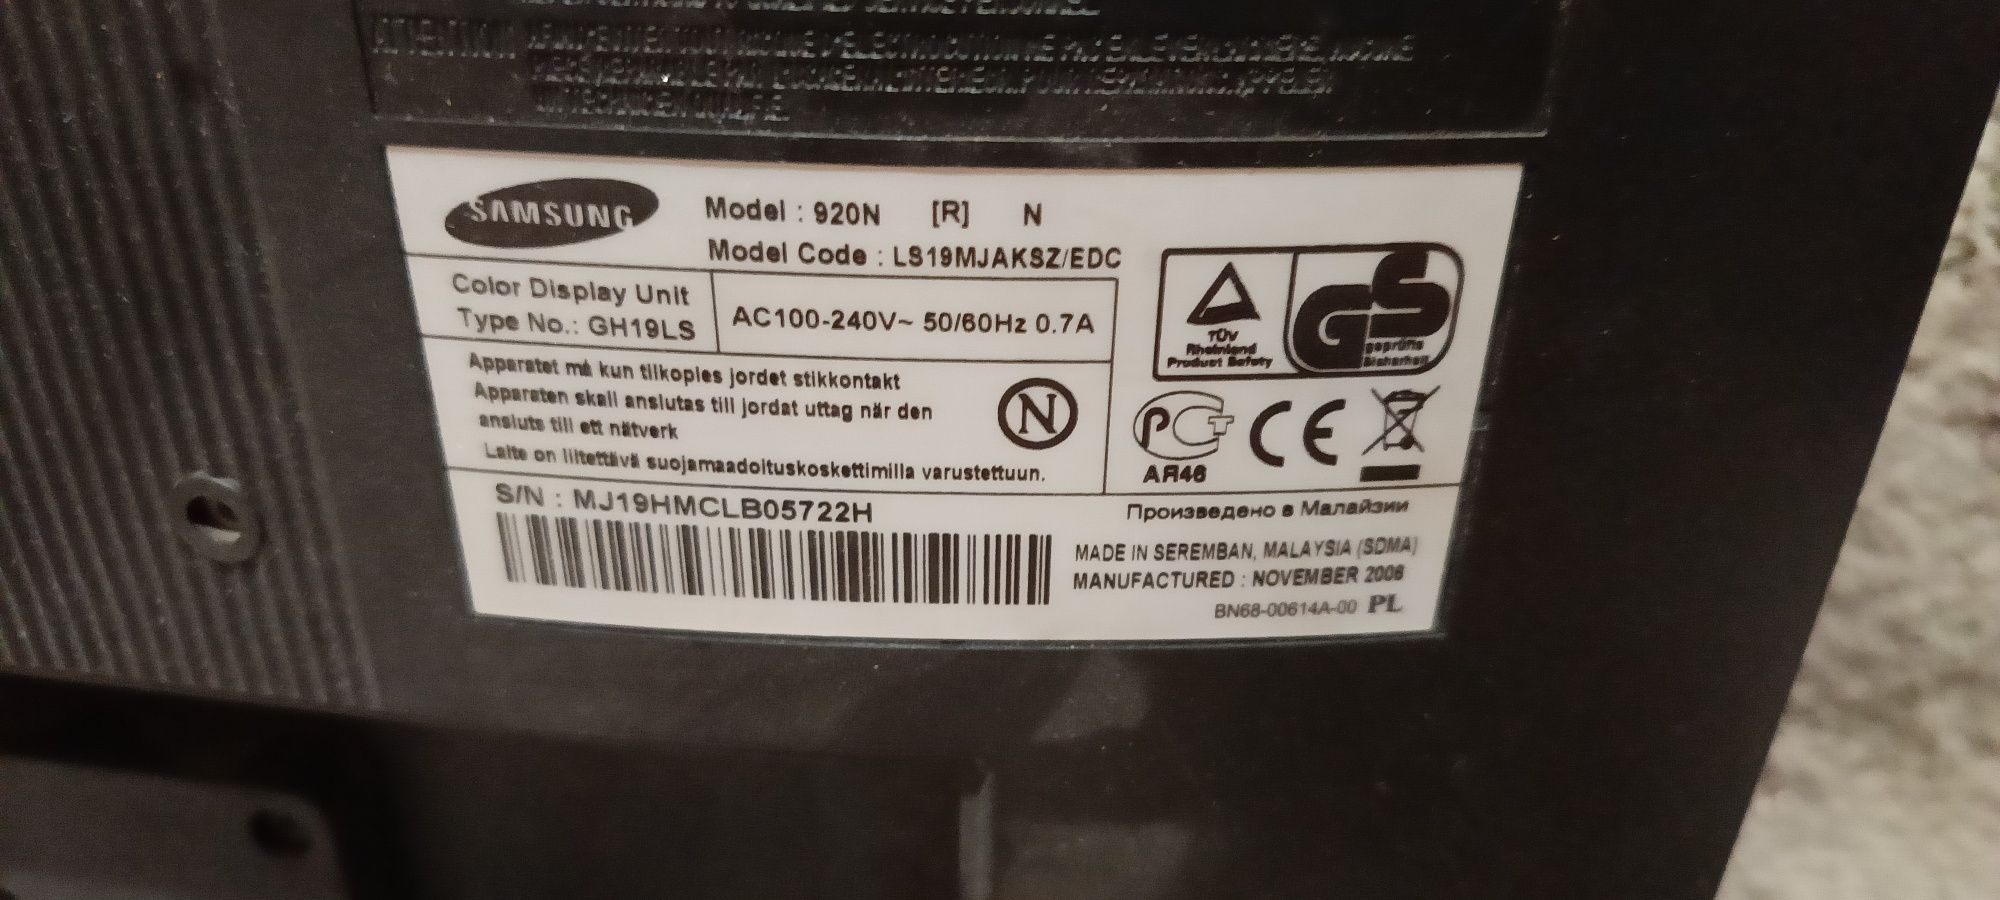 SAMSUNG
Model : 920N [R] N
Model Code : LS19MJAKSZ/EDC
Color Display Unit
Type No.: GH19LS
AC100-240V~ 50/60Hz 0.7A
TÜV
Rheinland
Product Safety
GS
geprüfte
Sicherheit
Apparatet må kun tilkoples jordet stikkontakt
Apparaten skall anslutas till jordat uttag när den
ansluts till ett nätverk
Laite on liitettävä suojamaadoituskoskettimilla varustettuun.
N
PCT
АЯ46
CE
S/N : MJ19HMCLB05722H
Произведено в Малайзии
MADE IN SEREMBAN, MALAYSIA (SDMA)
MANUFACTURED : NOVEMBER 2006
BN68-00614A-00 PL